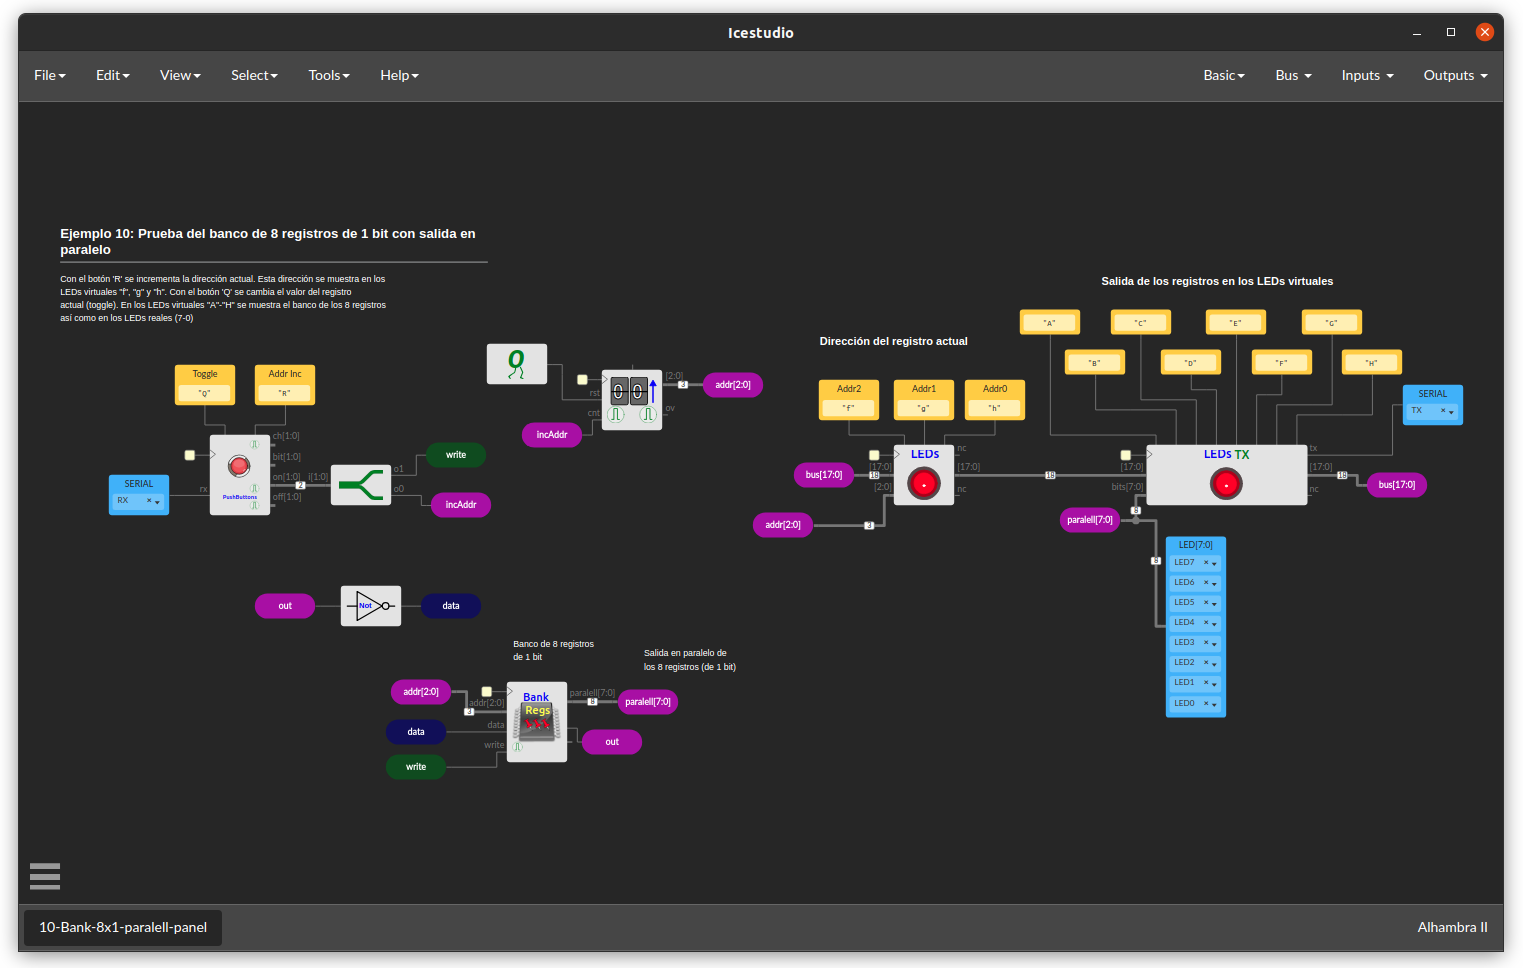 Icestudio
File
Edit
View
Select
Tools
Help
Basic
Bus
Inputs
Outputs
Ejemplo 10: Prueba del banco de 8 registros de 1 bit con salida en
paralelo
Con el botón 'R' se incrementa la dirección actual. Esta dirección se muestra en los
LEDs virtuales "f", "g" y "h". Con el botón 'Q' se cambia el valor del registro
actual (toggle). En los LEDs virtuales "A"-"H" se muestra el banco de los 8 registros
así como en los LEDs reales (7-0)
Toggle
"Q"
Addr Inc
"R"
SERIAL
RX
rx
PushButtons
ch[1:0]
bit[1:0]
on[1:0]
off[1:0]
2
i[1:0]
o1
o0
write
incAddr
0
rst
cnt
incAddr
0 0
[2:0]
ov
3
addr[2:0]
out
Not
data
Banco de 8 registros
de 1 bit
Salida en paralelo de
los 8 registros (de 1 bit)
addr[2:0]
3
addr[2:0]
data
data
write
write
Bank
Regs
paralell[7:0]
8
paralell[7:0]
out
Dirección del registro actual
Addr2
"f"
Addr1
"g"
Addr0
"h"
bus[17:0]
18
[17:0]
[2:0]
addr[2:0]
3
LEDs
nc
[17:0]
nc
18
Salida de los registros en los LEDs virtuales
"A"
"C"
"E"
"G"
"B"
"D"
"F"
"H"
SERIAL
TX
[17:0]
bits[7:0]
LEDs TX
tx
[17:0]
nc
18
bus[17:0]
paralell[7:0]
8
8
LED[7:0]
LED7
LED6
LED5
LED4
LED3
LED2
LED1
LED0
10-Bank-8x1-paralell-panel
Alhambra II